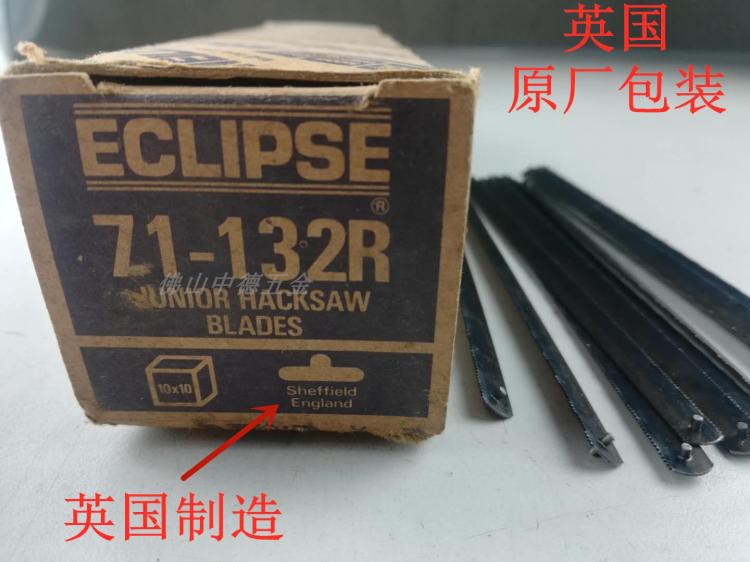 英国
原厂包装
ECLIPSE
®
71-132R
佛山中德五金
JUNIOR HACKSAW
BLADES
10x10
Sheffield
England
英国制造